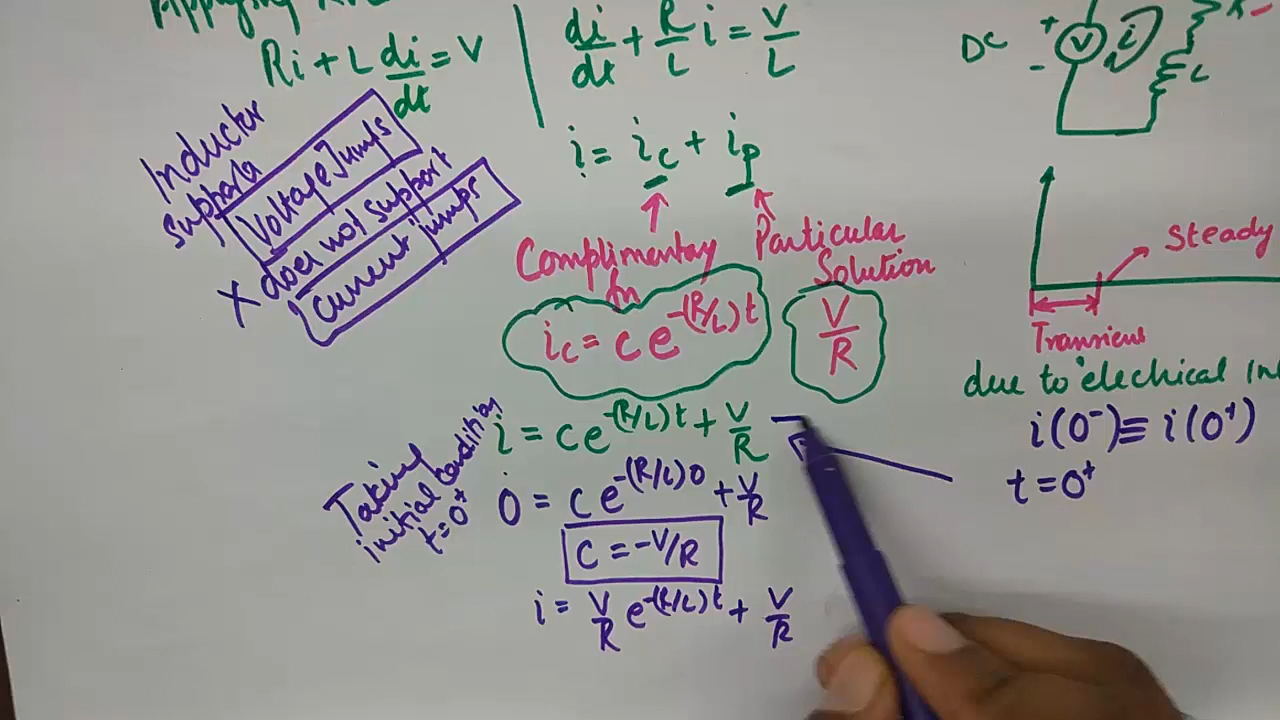 Applying KVL
Ri + L di/dt = V
di/dt + R/L i = V/L
i = ic + ip
Inductor
supports
Voltage Jumps
X does not support
current jumps
Complimentary
fn
Particular
Solution
ic = ce^-(R/L)t
V/R
i = ce^-(R/L)t + V/R
Taking
initial condition
t=0⁺
0 = ce^-(R/L)0 + V/R
C = -V/R
i = V/R e^-(R/L)t + V/R
DC
+
V
-
i
R
L
Steady
Transient
due to electrical
i(0⁻) ≡ i(0⁺)
t = 0⁺